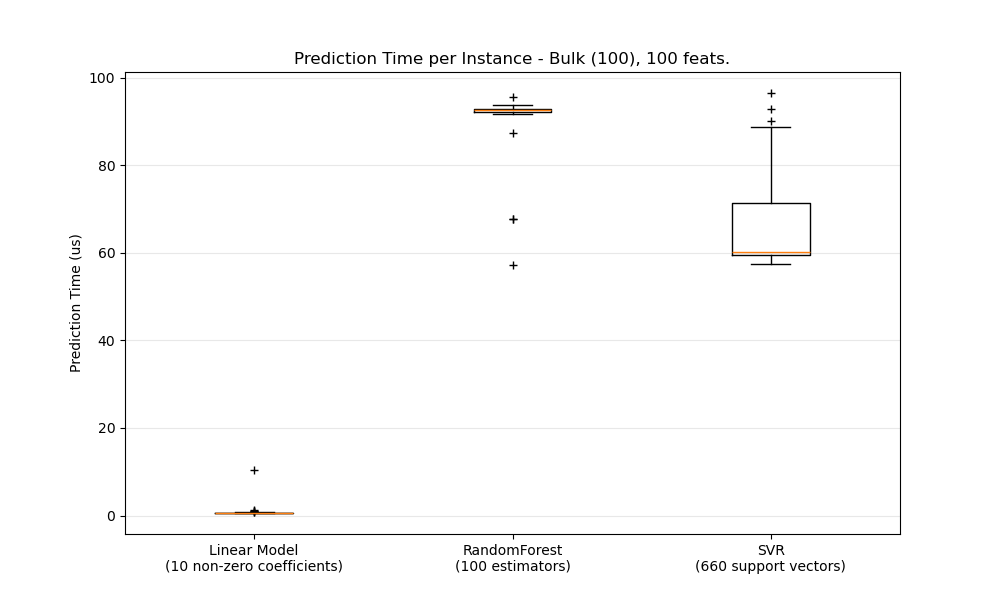 Prediction Time per Instance - Bulk (100), 100 feats.
100
80
60
40
20
0
Prediction Time (us)
Linear Model
(10 non-zero coefficients)
RandomForest
(100 estimators)
SVR
(660 support vectors)